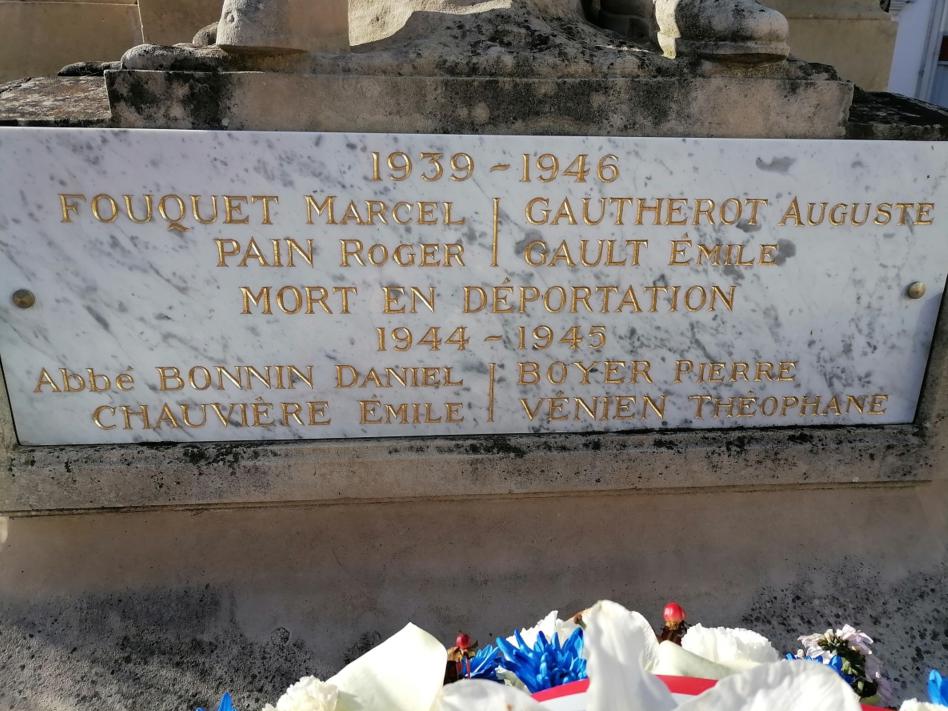 1939 - 1946
FOUQUET MARCEL | GAUTHEROT AUGUSTE
PAIN ROGER | GAULT ÉMILE
MORT EN DÉPORTATION
1944 - 1945
Abbé BONNIN DANIEL | BOYER PIERRE
CHAUVIÈRE ÉMILE | VÉNIEN THÉOPHANE